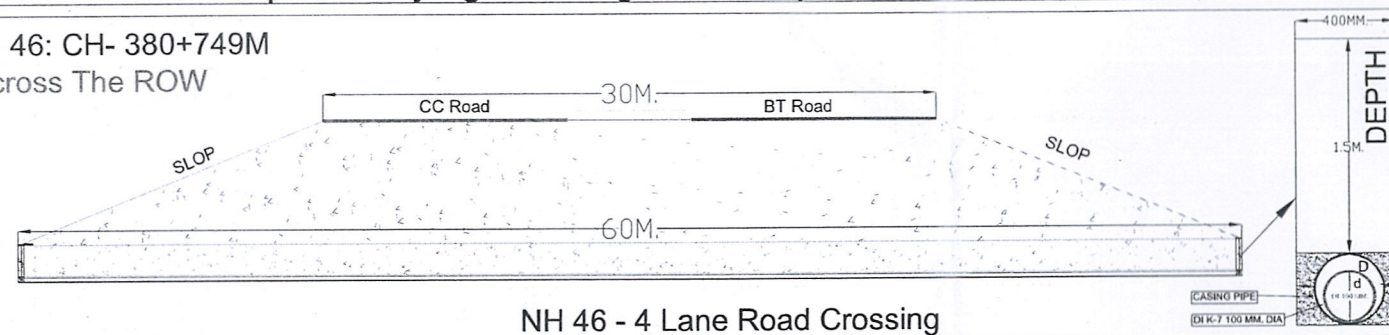 46: CH- 380+749M
cross The ROW
30M.
CC Road
BT Road
SLOP
SLOP
60M.
NH 46 - 4 Lane Road Crossing
400MM.
DEPTH
1.5M.
D
d
CASING PIPE
DI K-7 100 MM. DIA